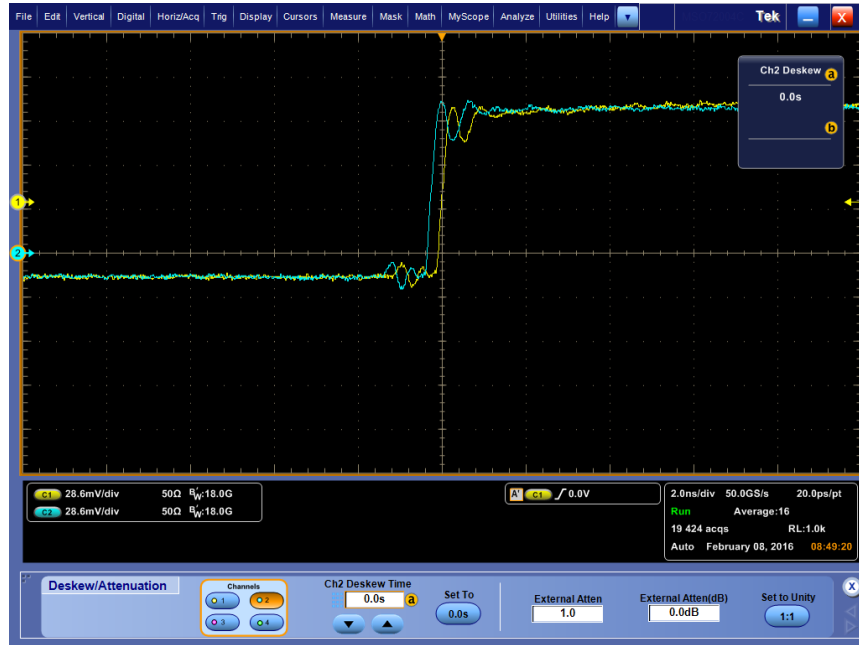 File Edit Vertical Digital Horiz/Acq Trig Display Cursors Measure Mask Math MyScope Analyze Utilities Help Tek X
Ch2 Deskew a
0.0s
b
1
2
C1 28.6mV/div 50Ω B'W:18.0G
C2 28.6mV/div 50Ω B'W:18.0G
A' C1 0.0V
2.0ns/div 50.0GS/s 20.0ps/pt
Run Average:16
19 424 acqs RL:1.0k
Auto February 08, 2016 08:49:20
Deskew/Attenuation
Channels
1 2
3 4
Ch2 Deskew Time
0.0s a
Set To
0.0s
External Atten
1.0
External Atten(dB)
0.0dB
Set to Unity
1:1
X